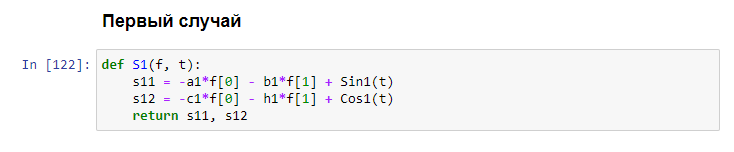 Первый случай
In [122]: def S1(f, t):
s11 = -a1*f[0] - b1*f[1] + Sin1(t)
s12 = -c1*f[0] - h1*f[1] + Cos1(t)
return s11, s12